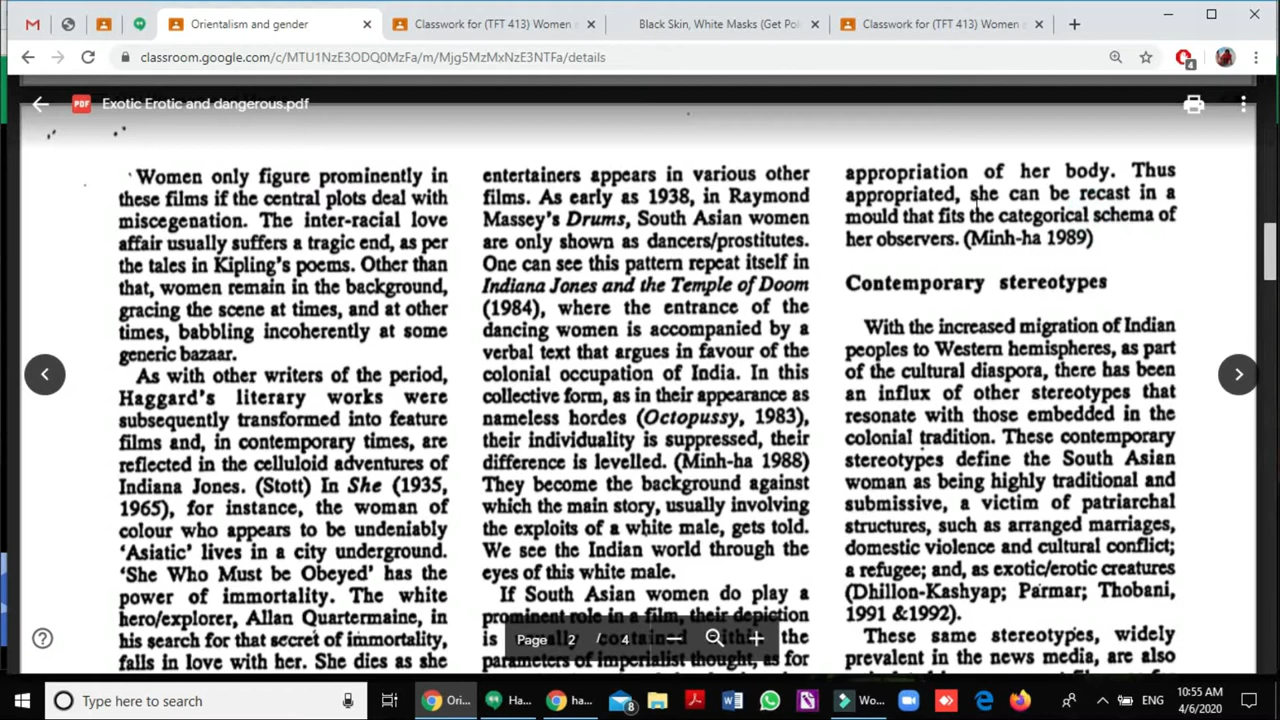 Orientalism and gender
Classwork for (TFT 413) Women
Black Skin, White Masks (Get Po
Classwork for (TFT 413) Women
classroom.google.com/c/MTU1NzE3ODQ0MzFa/m/Mjg5MzMxNzE3NTFa/details
4
PDF
Exotic Erotic and dangerous.pdf
Women only figure prominently in
these films if the central plots deal with
miscegenation. The inter-racial love
affair usually suffers a tragic end, as per
the tales in Kipling's poems. Other than
that, women remain in the background,
gracing the scene at times, and at other
times, babbling incoherently at some
generic bazaar.
As with other writers of the period,
Haggard's literary works were
subsequently transformed into feature
films and, in contemporary times, are
reflected in the celluloid adventures of
Indiana Jones. (Stott) In She (1935,
1965), for instance, the woman of
colour who appears to be undeniably
'Asiatic' lives in a city underground.
'She Who Must be Obeyed' has the
power of immortality. The white
hero/explorer, Allan Quartermaine, in
his search for that secret of immortality,
falls in love with her. She dies as she
entertainers appears in various other
films. As early as 1938, in Raymond
Massey's Drums, South Asian women
are only shown as dancers/prostitutes.
One can see this pattern repeat itself in
Indiana Jones and the Temple of Doom
(1984), where the entrance of the
dancing women is accompanied by a
verbal text that argues in favour of the
colonial occupation of India. In this
collective form, as in their appearance as
nameless hordes (Octopussy, 1983),
their individuality is suppressed, their
difference is levelled. (Minh-ha 1988)
They become the background against
which the main story, usually involving
the exploits of a white male, gets told.
We see the Indian world through the
eyes of this white male.
If South Asian women do play a
prominent role in a film, their depiction
is the
parameters of imperialist thought, as for
appropriation of her body. Thus
appropriated, she can be recast in a
mould that fits the categorical schema of
her observers. (Minh-ha 1989)
Contemporary stereotypes
With the increased migration of Indian
peoples to Western hemispheres, as part
of the cultural diaspora, there has been
an influx of other stereotypes that
resonate with those embedded in the
colonial tradition. These contemporary
stereotypes define the South Asian
woman as being highly traditional and
submissive, a victim of patriarchal
structures, such as arranged marriages,
domestic violence and cultural conflict;
a refugee; and, as exotic/erotic creatures
(Dhillon-Kashyap; Parmar; Thobani,
1991 &1992).
These same stereotypes, widely
prevalent in the news media, are also
Page 2 / 4
Type here to search
Ori...
Ha...
ha...
8
Wo...
ENG
10:55 AM
4/6/2020